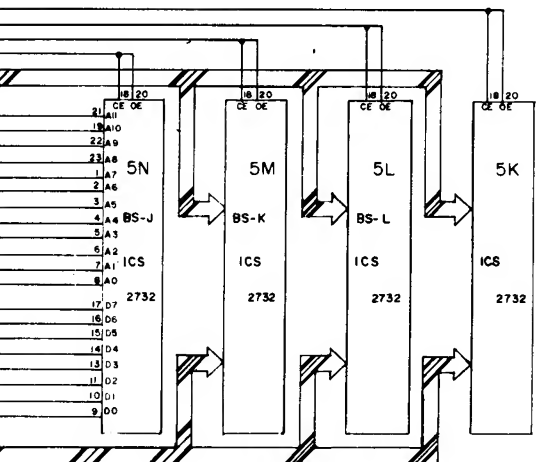 18 20
CE OE
18 20
CE OE
18 20
CE OE
18 20
CE OE
21 A11
19 A10
22 A9
23 A8
1 A7
2 A6
3 A5
4 A4
5 A3
6 A2
7 A1
8 A0
17 D7
16 D6
15 D5
14 D4
13 D3
11 D2
10 D1
9 D0
5N
BS-J
ICS
2732
5M
BS-K
ICS
2732
5L
BS-L
ICS
2732
5K
ICS
2732